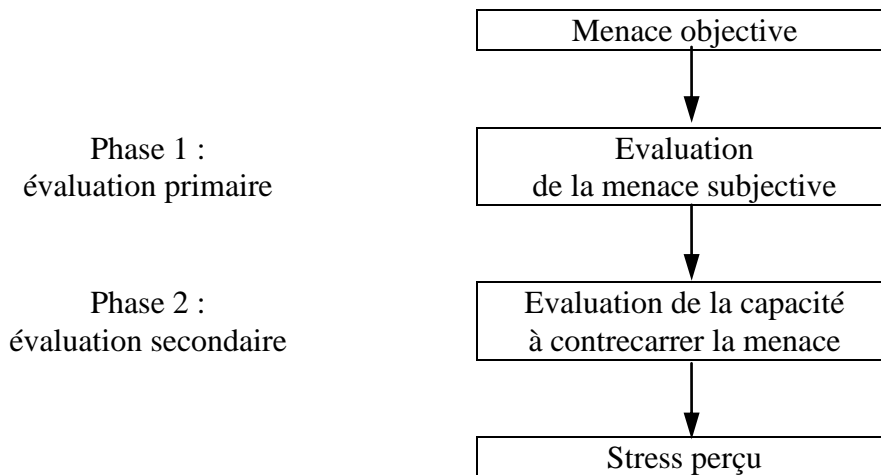 Menace objective
Phase 1 :
évaluation primaire
Evaluation
de la menace subjective
Phase 2 :
évaluation secondaire
Evaluation de la capacité
à contrecarrer la menace
Stress perçu